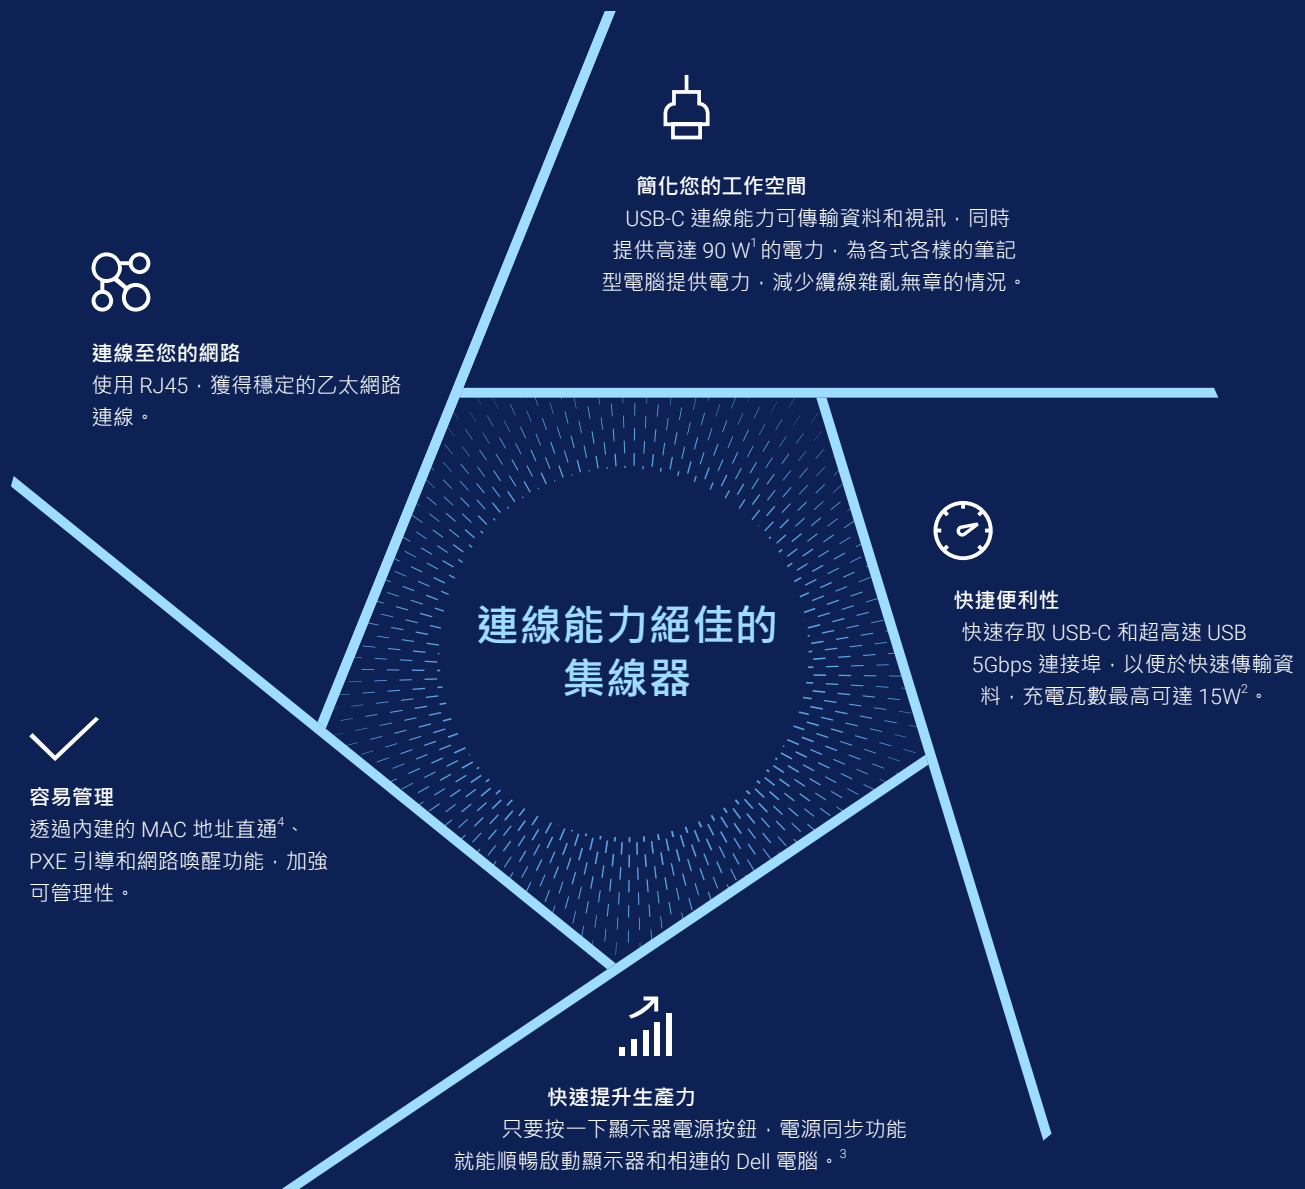 簡化您的工作空間
USB-C 連線能力可傳輸資料和視訊，同時
提供高達 90 W1 的電力，為各式各樣的筆記
型電腦提供電力，減少纜線雜亂無章的情況。
連線至您的網路
使用 RJ45，獲得穩定的乙太網路
連線。
連線能力絕佳的
集線器
快捷便利性
快速存取 USB-C 和超高速 USB
5Gbps 連接埠，以便於快速傳輸資
料，充電瓦數最高可達 15W2。
容易管理
透過內建的 MAC 地址直通4、
PXE 引導和網路喚醒功能，加強
可管理性。
快速提升生產力
只要按一下顯示器電源按鈕，電源同步功能
就能順暢啟動顯示器和相連的 Dell 電腦。3